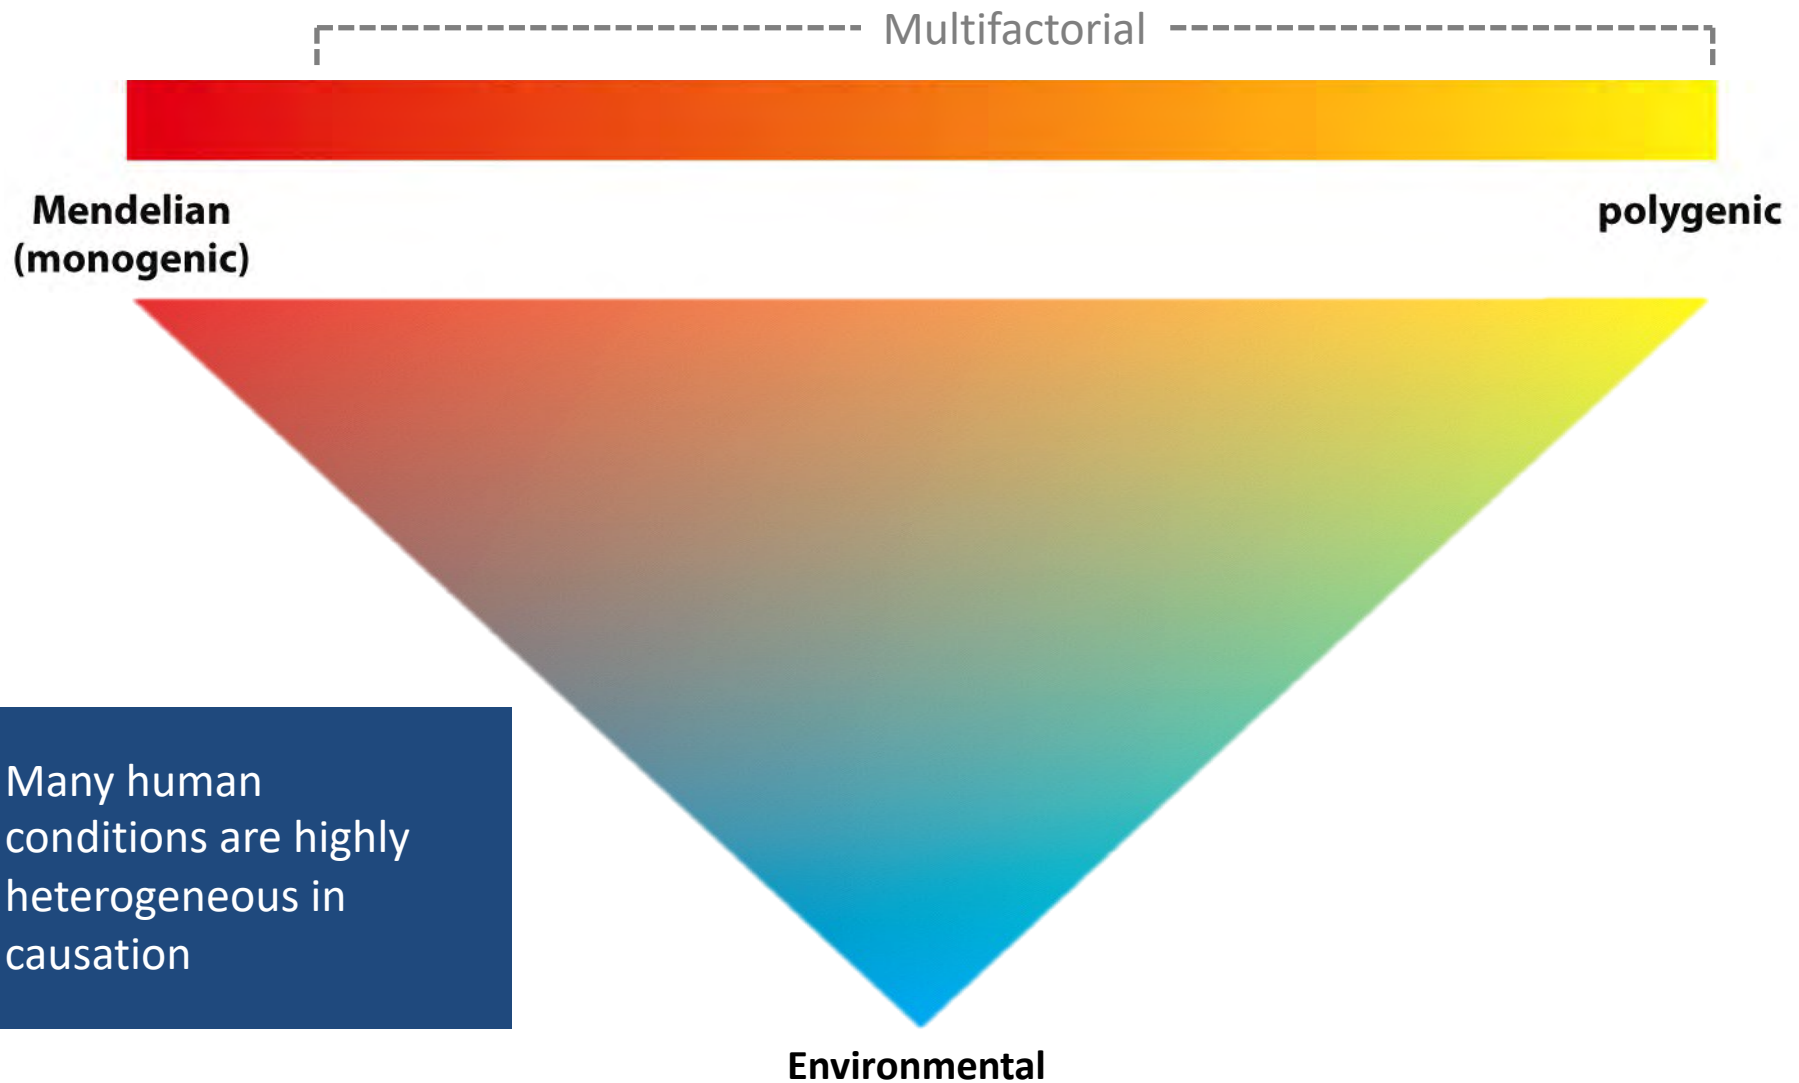 Multifactorial
Mendelian
(monogenic)
polygenic
Many human
conditions are highly
heterogeneous in
causation
Environmental